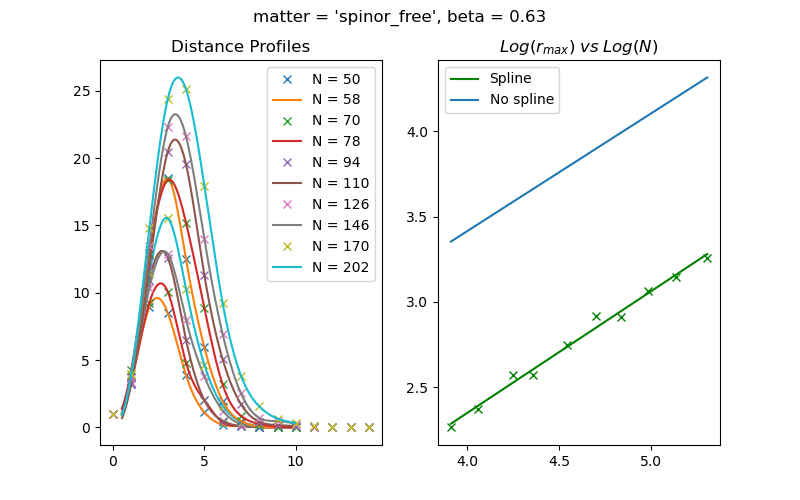 matter = 'spinor_free', beta = 0.63
Distance Profiles
N = 50
N = 58
N = 70
N = 78
N = 94
N = 110
N = 126
N = 146
N = 170
N = 202
25
20
15
10
5
0
0 5 10
Log(r_{max}) vs Log(N)
Spline
No spline
4.0
3.5
3.0
2.5
4.0 4.5 5.0